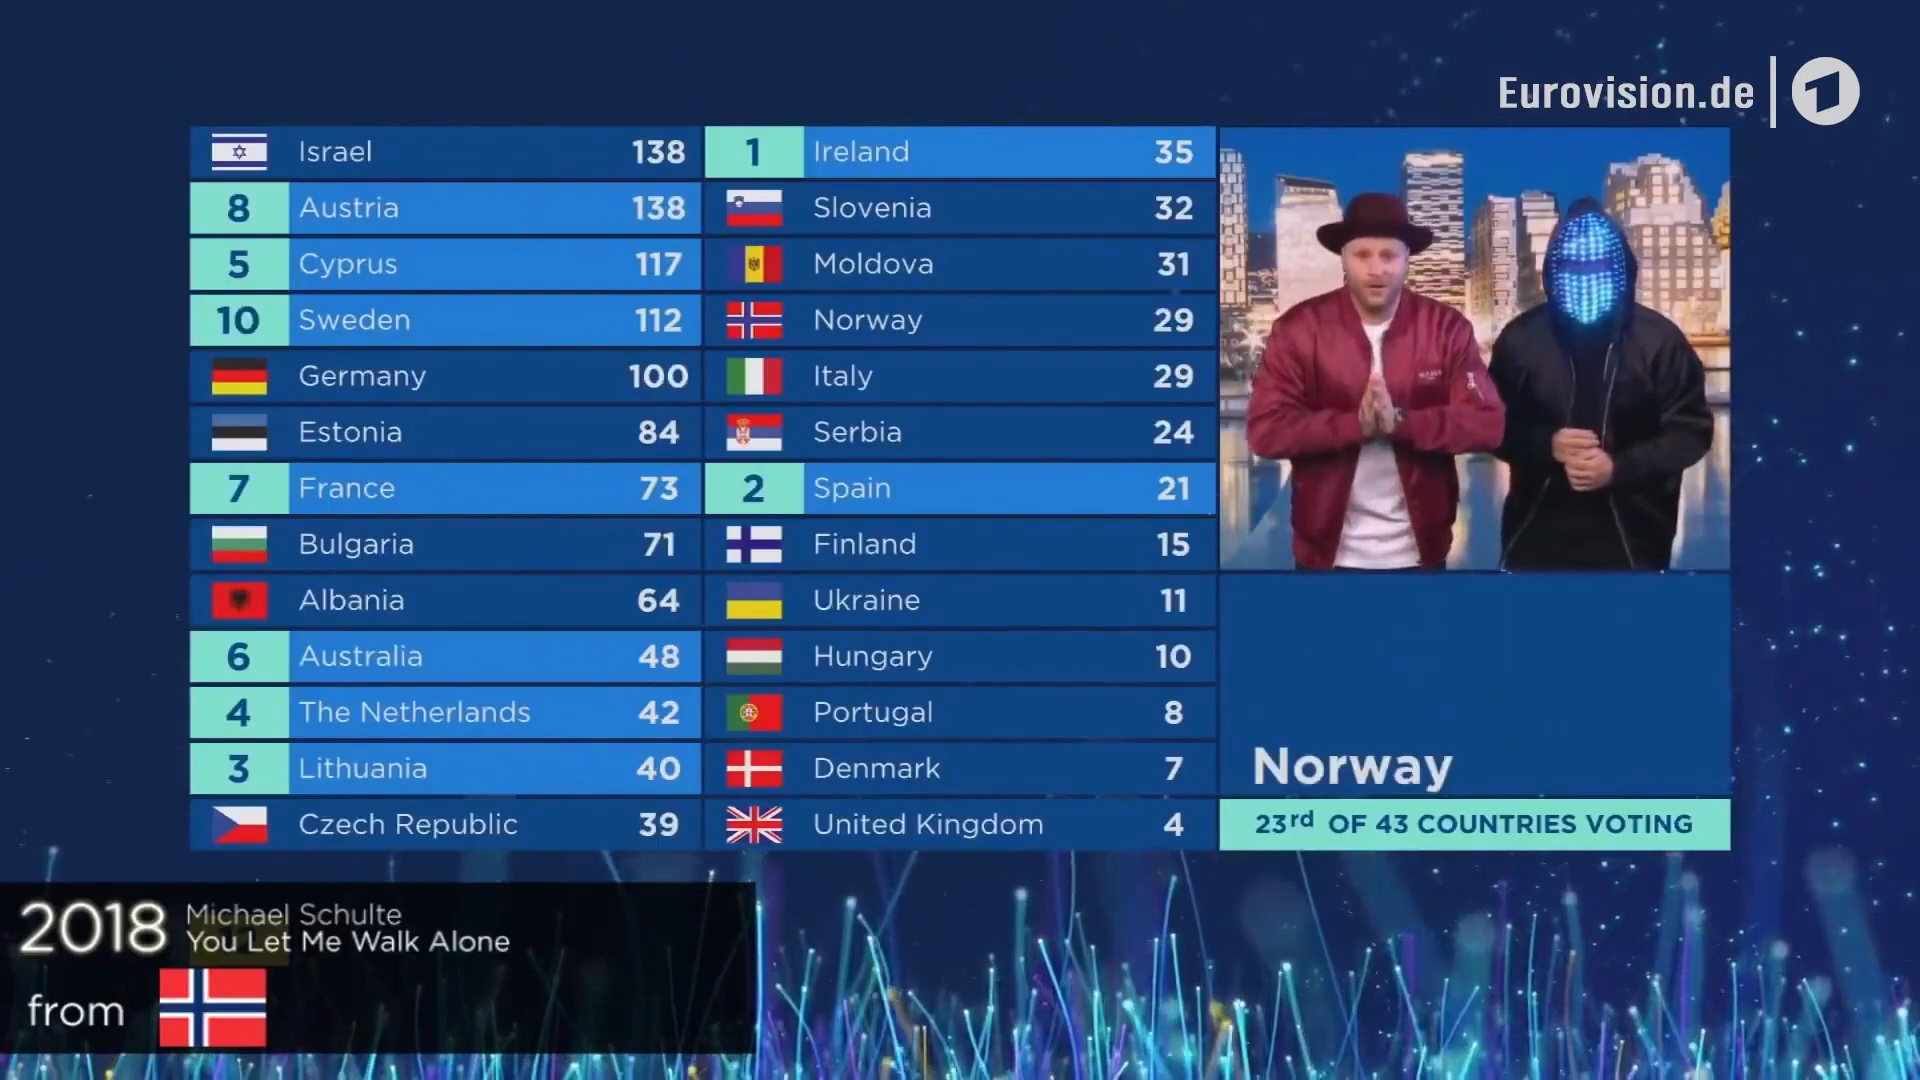 Eurovision.de
Israel 138
8 Austria 138
5 Cyprus 117
10 Sweden 112
Germany 100
Estonia 84
7 France 73
Bulgaria 71
Albania 64
6 Australia 48
4 The Netherlands 42
3 Lithuania 40
Czech Republic 39
1 Ireland 35
Slovenia 32
Moldova 31
Norway 29
Italy 29
Serbia 24
2 Spain 21
Finland 15
Ukraine 11
Hungary 10
Portugal 8
Denmark 7
United Kingdom 4
Norway
23rd OF 43 COUNTRIES VOTING
2018
Michael Schulte
You Let Me Walk Alone
from